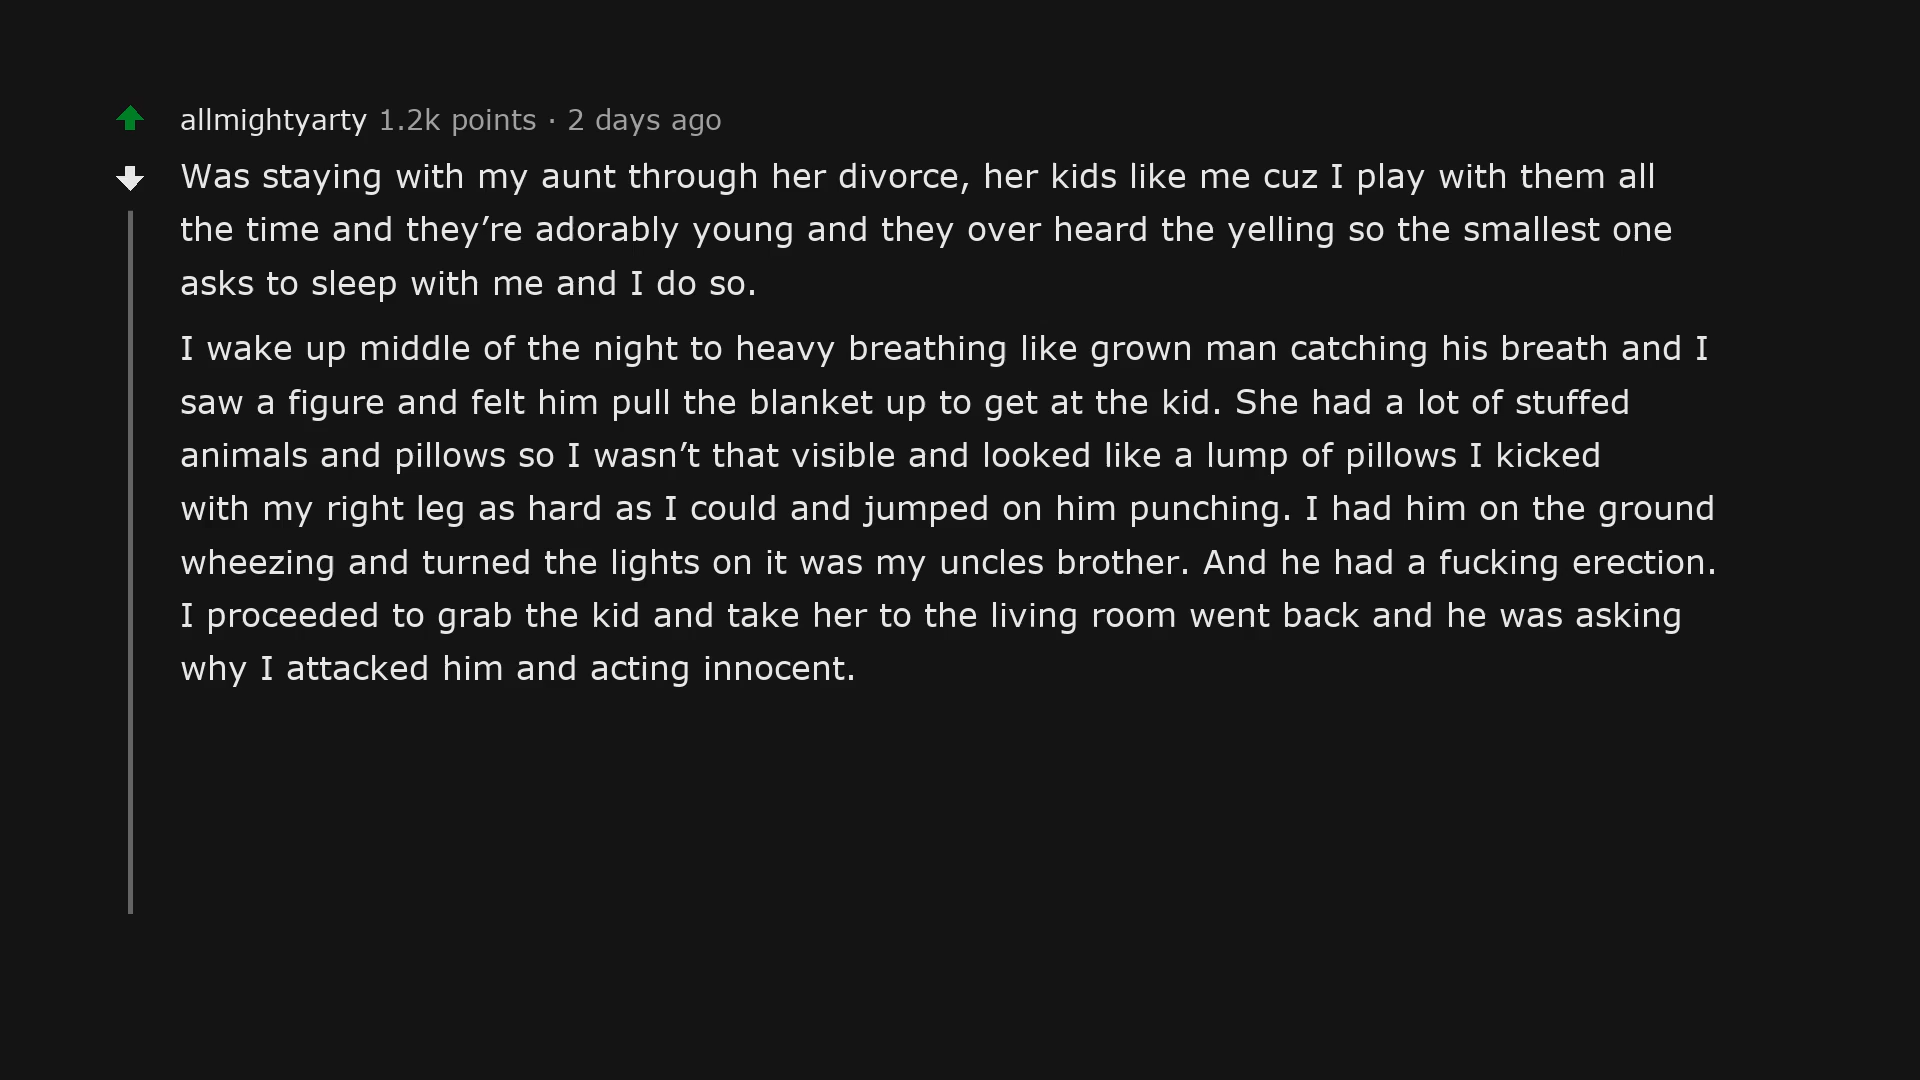 allmightyarty 1.2k points · 2 days ago
Was staying with my aunt through her divorce, her kids like me cuz I play with them all
the time and they’re adorably young and they over heard the yelling so the smallest one
asks to sleep with me and I do so.
I wake up middle of the night to heavy breathing like grown man catching his breath and I
saw a figure and felt him pull the blanket up to get at the kid. She had a lot of stuffed
animals and pillows so I wasn’t that visible and looked like a lump of pillows I kicked
with my right leg as hard as I could and jumped on him punching. I had him on the ground
wheezing and turned the lights on it was my uncles brother. And he had a fucking erection.
I proceeded to grab the kid and take her to the living room went back and he was asking
why I attacked him and acting innocent.